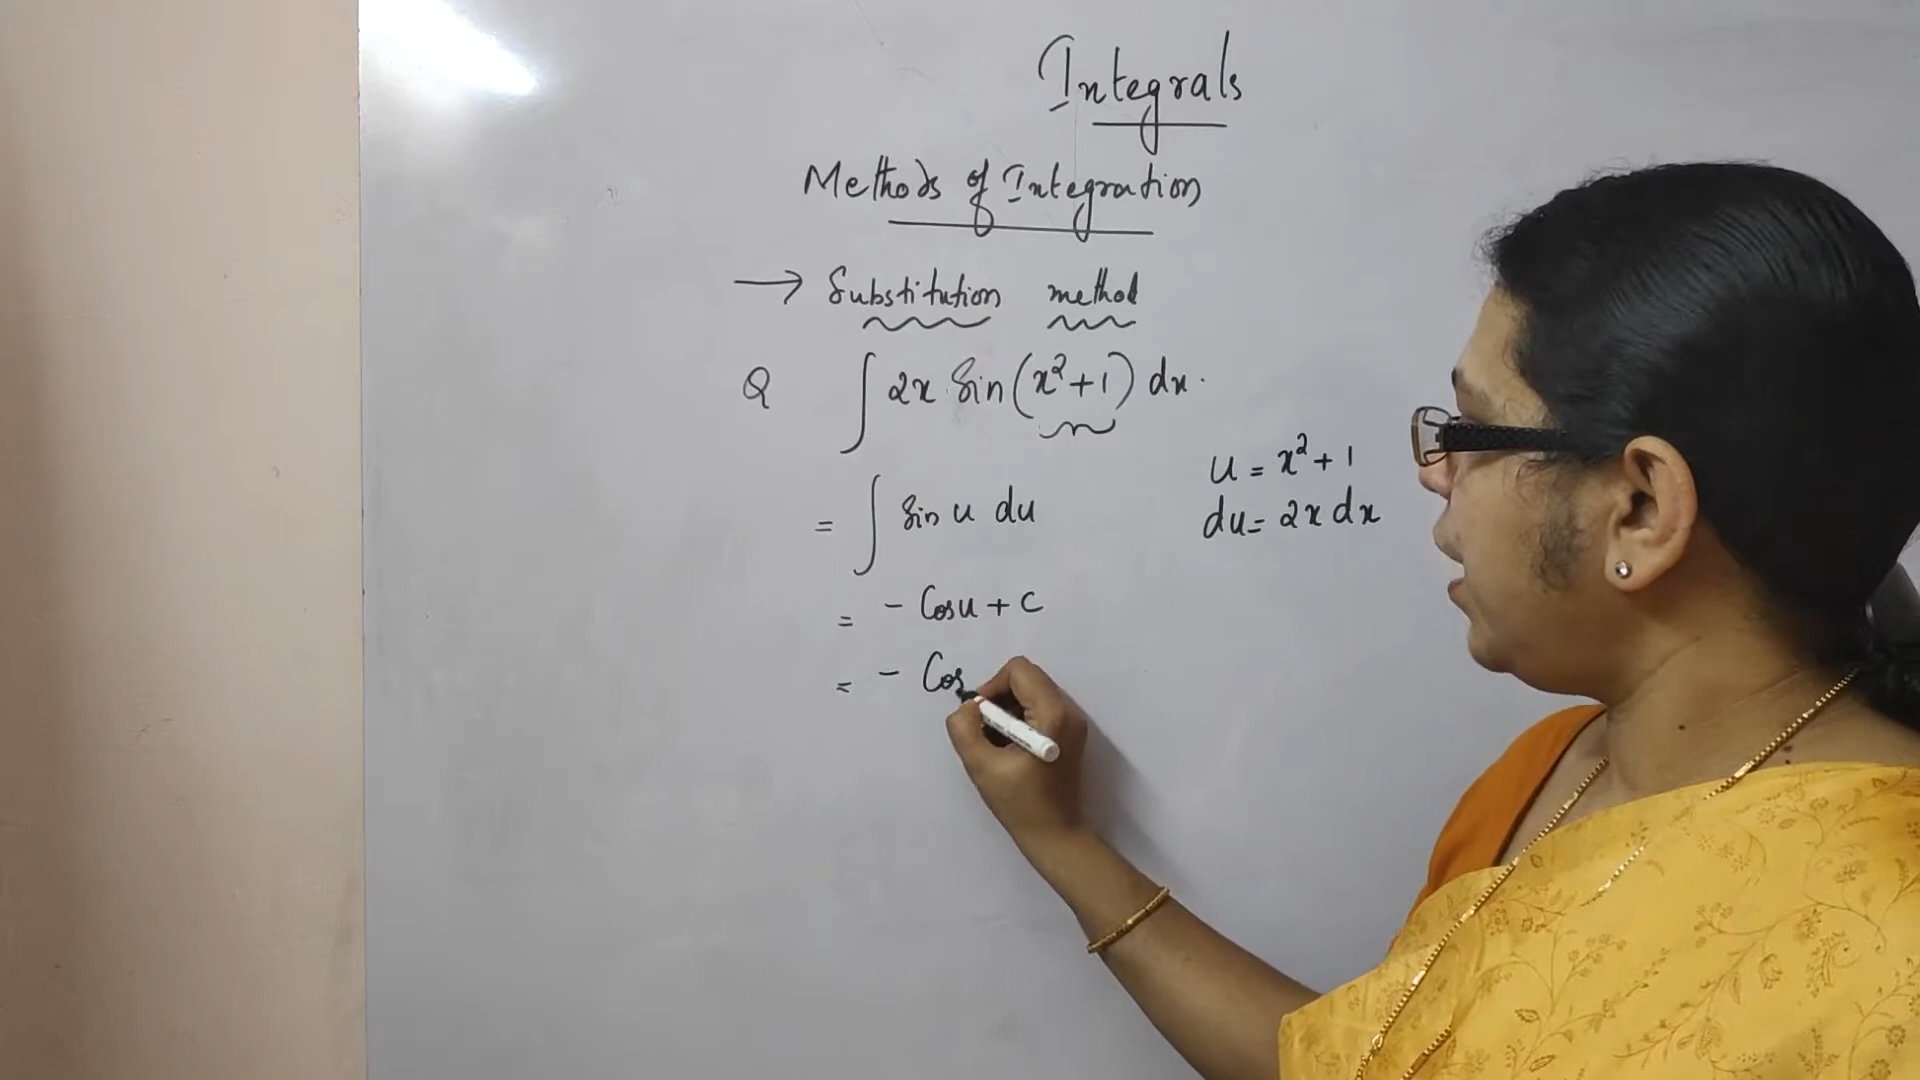 Integrals
Methods of Integration
→ Substitution method
Q ∫ 2x Sin (x²+1) dx.
u = x²+1
du = 2x dx
= ∫ Sin u du
= - Cos u + c
= - Cos